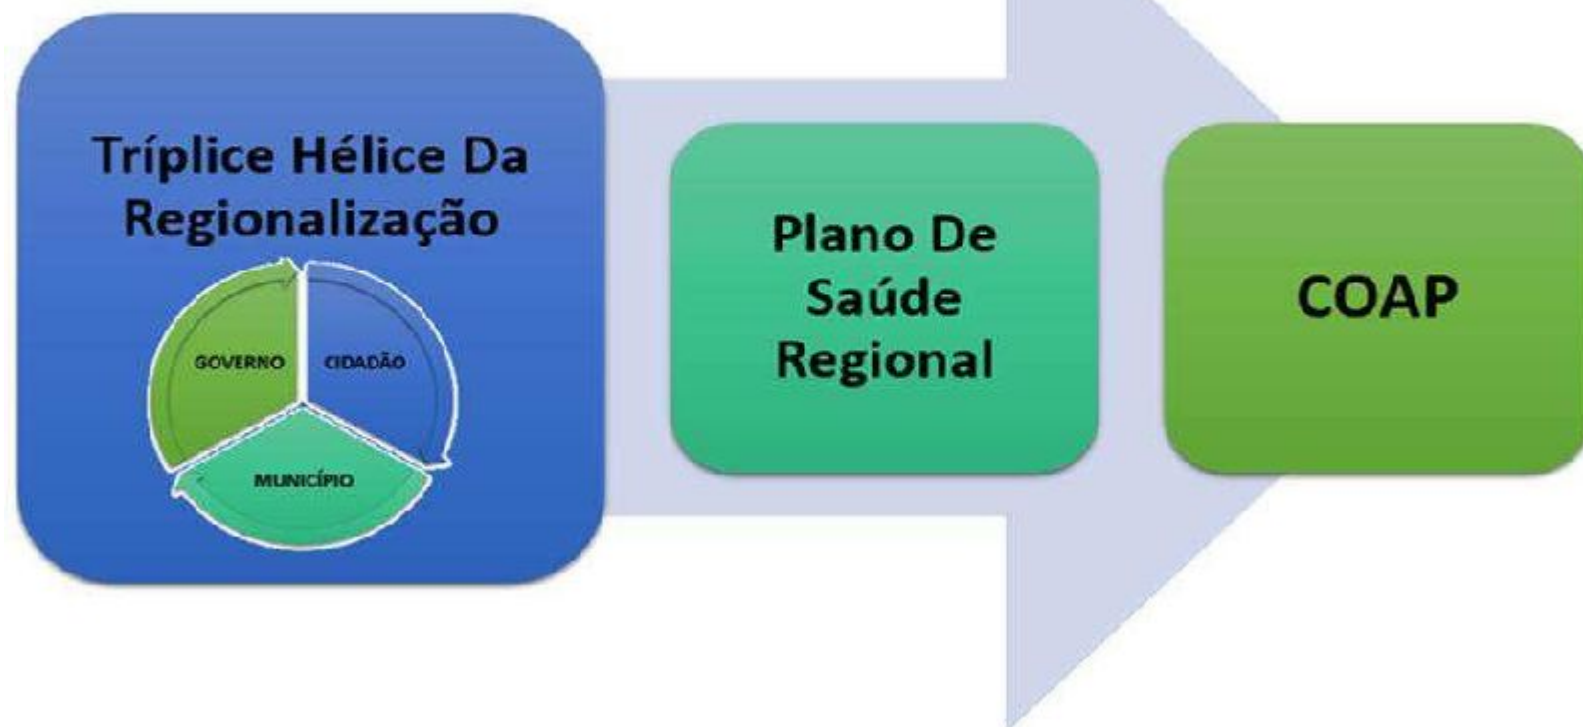 Tríplice Hélice Da
Regionalização
GOVERNO
CIDADÃO
MUNICÍPIO
Plano De
Saúde
Regional
COAP